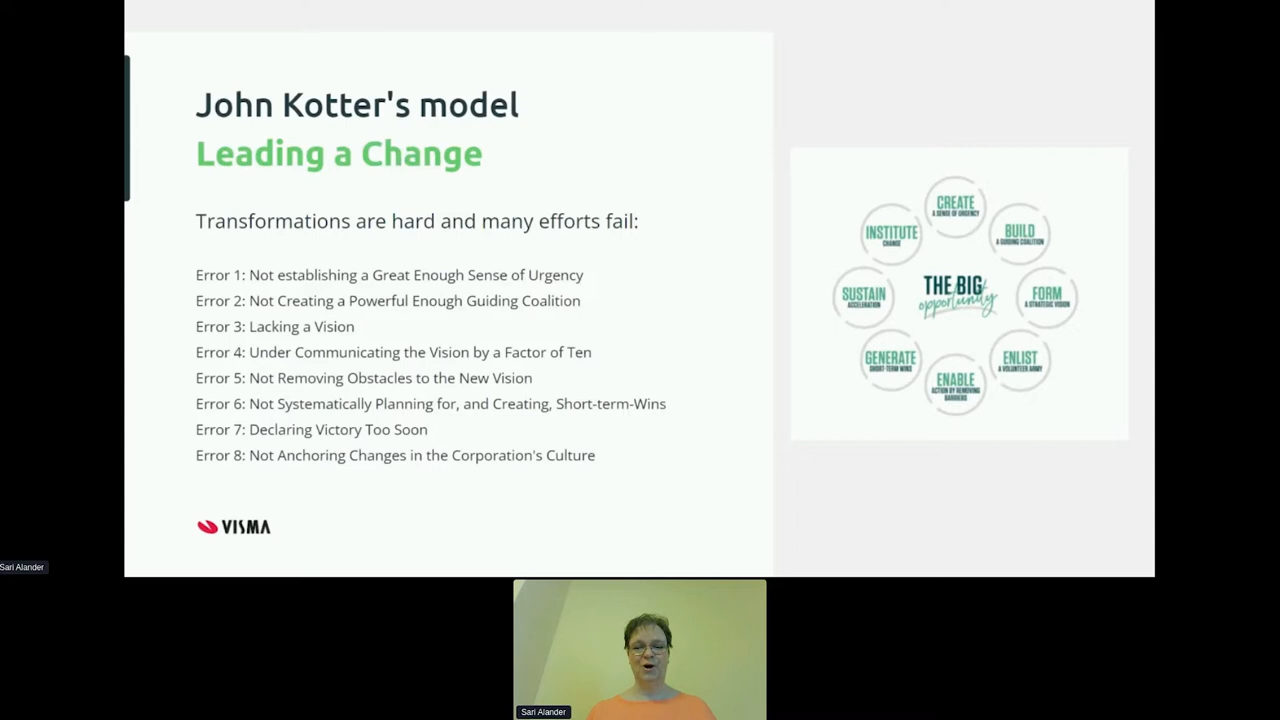 John Kotter's model
Leading a Change
Transformations are hard and many efforts fail:
Error 1: Not establishing a Great Enough Sense of Urgency
Error 2: Not Creating a Powerful Enough Guiding Coalition
Error 3: Lacking a Vision
Error 4: Under Communicating the Vision by a Factor of Ten
Error 5: Not Removing Obstacles to the New Vision
Error 6: Not Systematically Planning for, and Creating, Short-term-Wins
Error 7: Declaring Victory Too Soon
Error 8: Not Anchoring Changes in the Corporation's Culture
VISMA
CREATE
A SENSE OF URGENCY
BUILD
A GUIDING COALITION
FORM
A STRATEGIC VISION
ENLIST
A VOLUNTEER ARMY
ENABLE
ACTION BY REMOVING
BARRIERS
GENERATE
SHORT-TERM WINS
SUSTAIN
ACCELERATION
INSTITUTE
CHANGE
THE BIG
opportunity
Sari Alander
Sari Alander